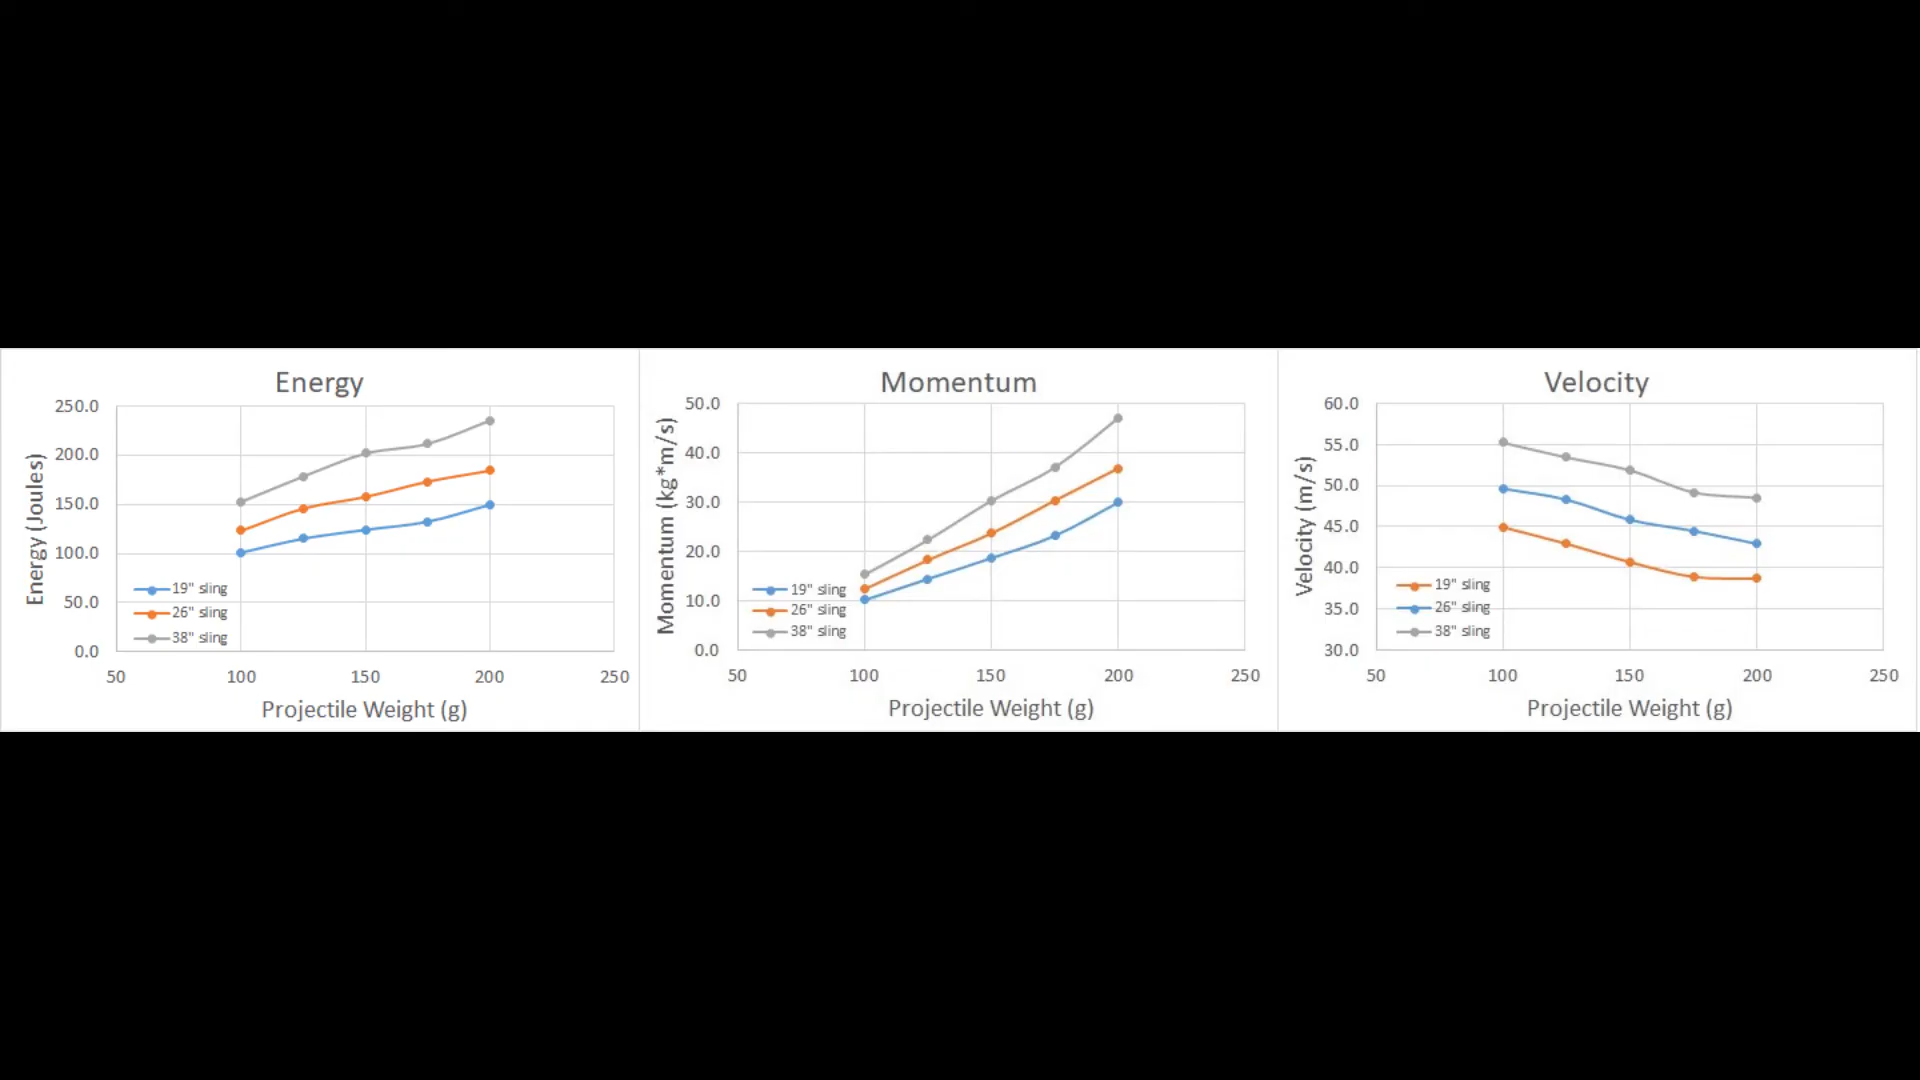 Energy
Energy (Joules)
250.0
200.0
150.0
100.0
50.0
0.0
19" sling
26" sling
38" sling
50 100 150 200 250
Projectile Weight (g)
Momentum
Momentum (kg*m/s)
50.0
40.0
30.0
20.0
10.0
0.0
19" sling
26" sling
38" sling
50 100 150 200 250
Projectile Weight (g)
Velocity
Velocity (m/s)
60.0
55.0
50.0
45.0
40.0
35.0
30.0
19" sling
26" sling
38" sling
50 100 150 200 250
Projectile Weight (g)